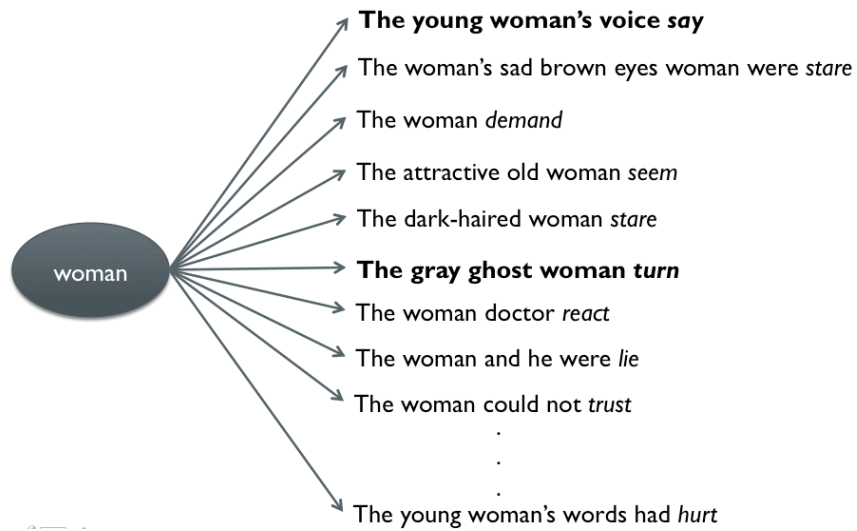 The young woman's voice say
The woman's sad brown eyes woman were stare
The woman demand
The attractive old woman seem
The dark-haired woman stare
woman
The gray ghost woman turn
The woman doctor react
The woman and he were lie
The woman could not trust
.
.
.
The young woman's words had hurt